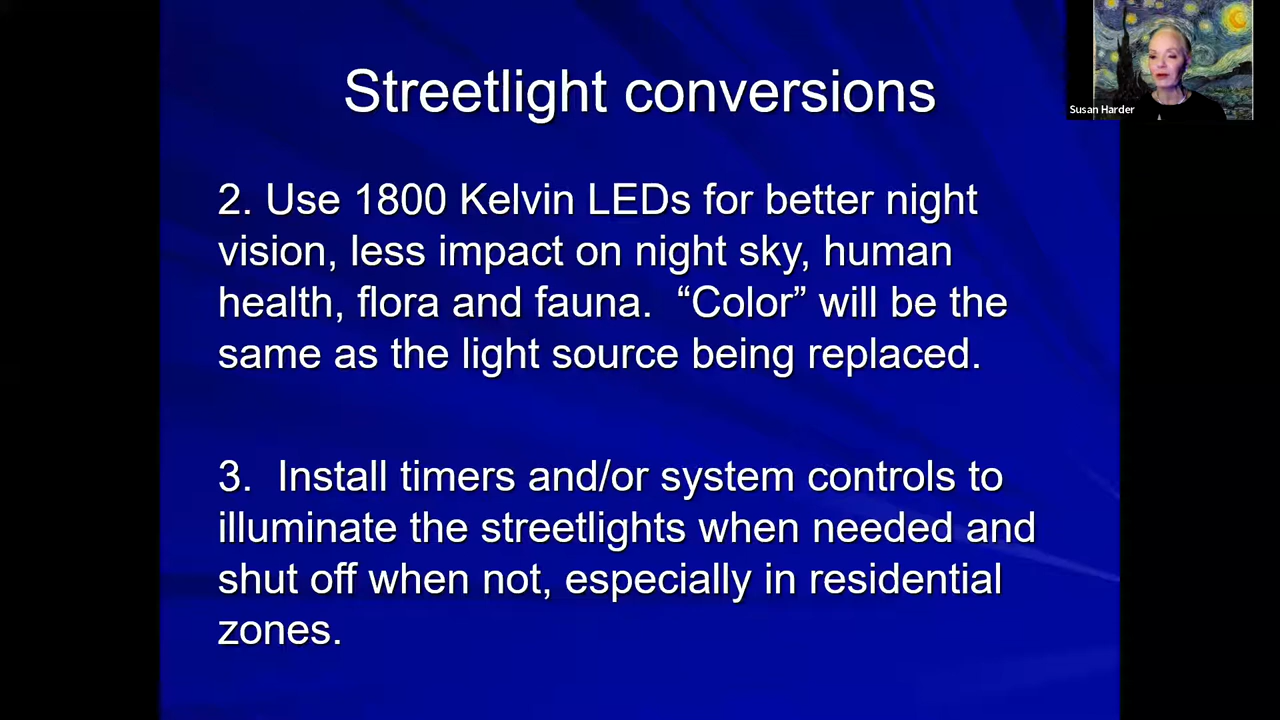 Streetlight conversions
Susan Harder
2. Use 1800 Kelvin LEDs for better night
vision, less impact on night sky, human
health, flora and fauna.  “Color” will be the
same as the light source being replaced.
3.  Install timers and/or system controls to
illuminate the streetlights when needed and
shut off when not, especially in residential
zones.